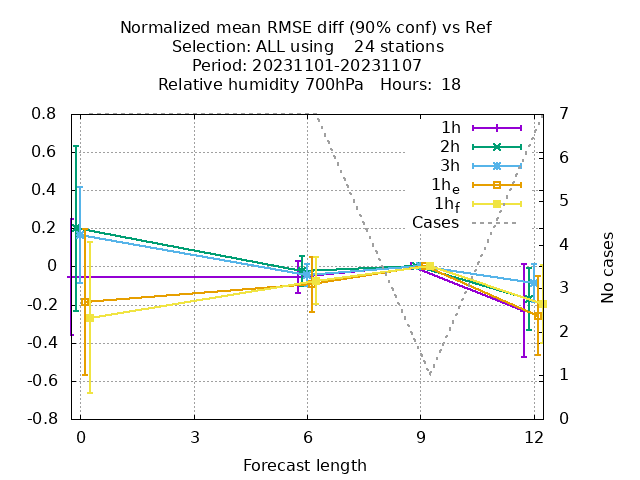 Normalized mean RMSE diff (90% conf) vs Ref
Selection: ALL using    24 stations
Period: 20231101-20231107
Relative humidity 700hPa   Hours:  18
0.8
0.6
0.4
0.2
0
-0.2
-0.4
-0.6
-0.8
1h
2h
3h
1he
1hf
Cases
7
6
5
4
3
2
1
0
No cases
0 3 6 9 12
Forecast length